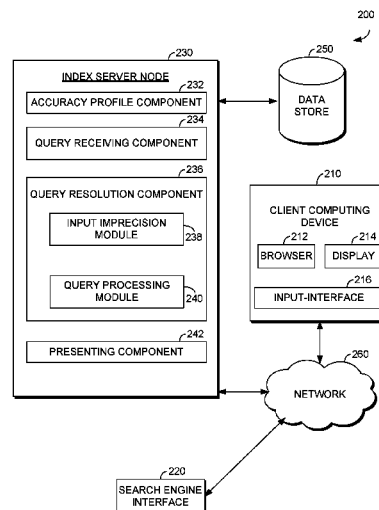 200
230
INDEX SERVER NODE
232
ACCURACY PROFILE COMPONENT
234
QUERY RECEIVING COMPONENT
236
QUERY RESOLUTION COMPONENT
INPUT IMPRECISION
MODULE
238
QUERY PROCESSING
MODULE
240
242
PRESENTING COMPONENT
250
DATA
STORE
210
CLIENT COMPUTING
DEVICE
212
BROWSER
214
DISPLAY
216
INPUT-INTERFACE
260
NETWORK
220
SEARCH ENGINE
INTERFACE